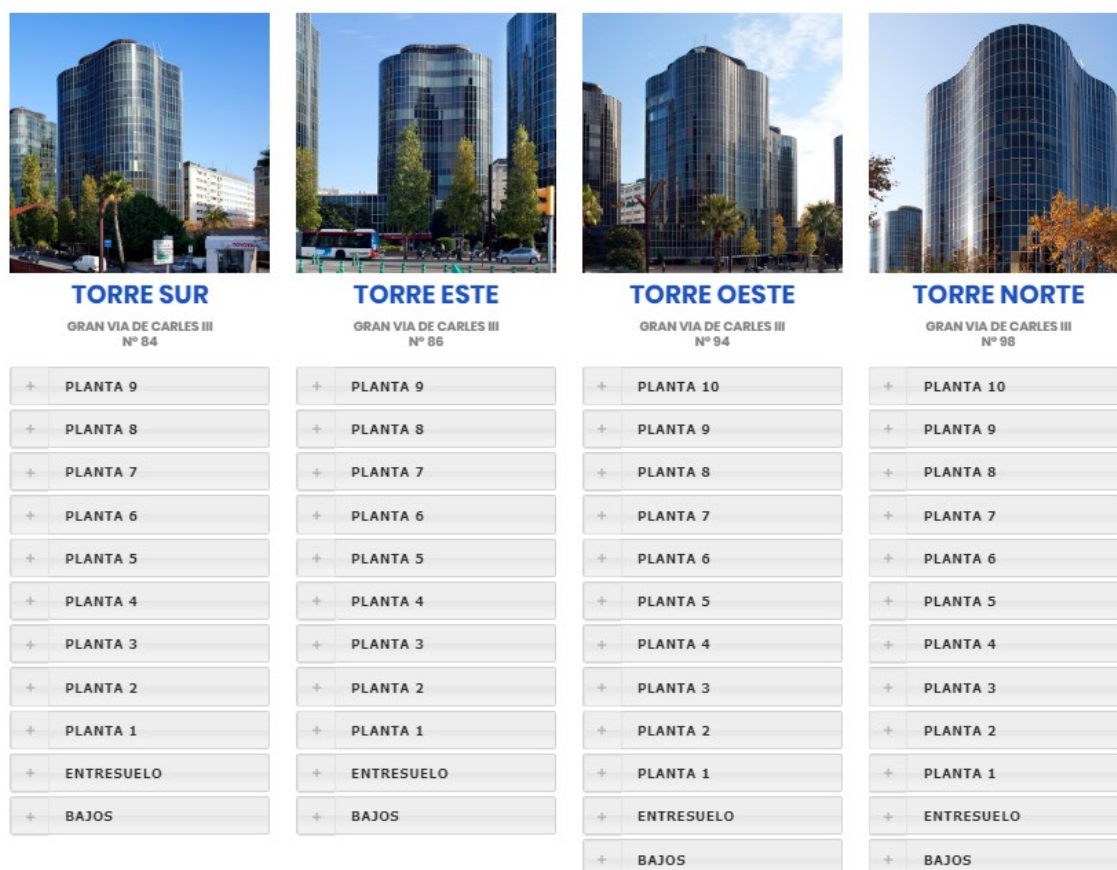 TORRE SUR
GRAN VIA DE CARLES III
Nº 84
+ PLANTA 9
+ PLANTA 8
+ PLANTA 7
+ PLANTA 6
+ PLANTA 5
+ PLANTA 4
+ PLANTA 3
+ PLANTA 2
+ PLANTA 1
+ ENTRESUELO
+ BAJOS
TORRE ESTE
GRAN VIA DE CARLES III
Nº 86
+ PLANTA 9
+ PLANTA 8
+ PLANTA 7
+ PLANTA 6
+ PLANTA 5
+ PLANTA 4
+ PLANTA 3
+ PLANTA 2
+ PLANTA 1
+ ENTRESUELO
+ BAJOS
TORRE OESTE
GRAN VIA DE CARLES III
Nº 94
+ PLANTA 10
+ PLANTA 9
+ PLANTA 8
+ PLANTA 7
+ PLANTA 6
+ PLANTA 5
+ PLANTA 4
+ PLANTA 3
+ PLANTA 2
+ PLANTA 1
+ ENTRESUELO
+ BAJOS
TORRE NORTE
GRAN VIA DE CARLES III
Nº 98
+ PLANTA 10
+ PLANTA 9
+ PLANTA 8
+ PLANTA 7
+ PLANTA 6
+ PLANTA 5
+ PLANTA 4
+ PLANTA 3
+ PLANTA 2
+ PLANTA 1
+ ENTRESUELO
+ BAJOS